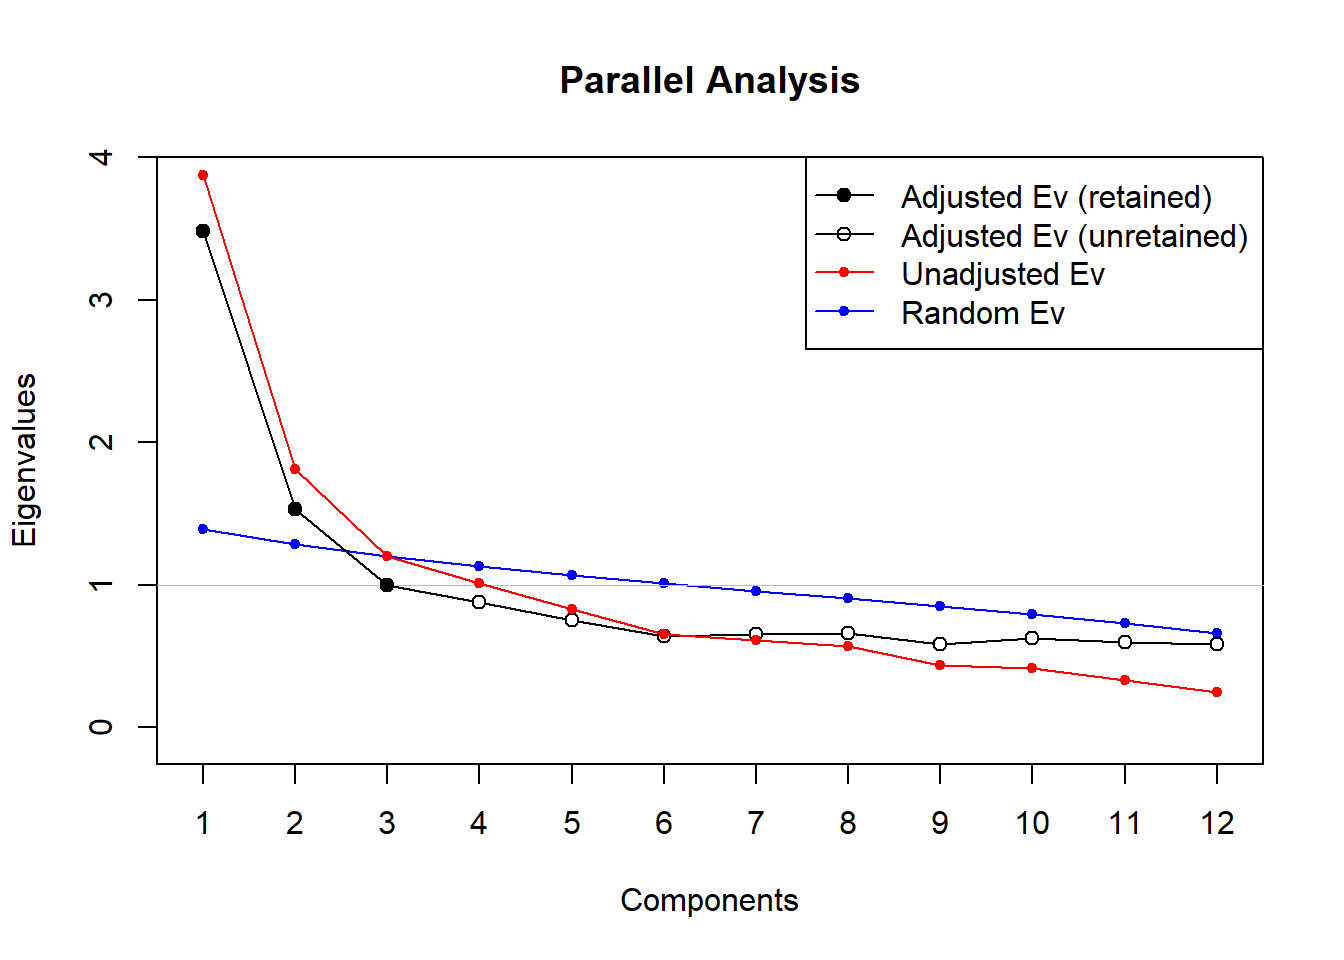 Parallel Analysis
Adjusted Ev (retained)
Adjusted Ev (unretained)
Unadjusted Ev
Random Ev
Eigenvalues
4
3
2
1
0
1 2 3 4 5 6 7 8 9 10 11 12
Components